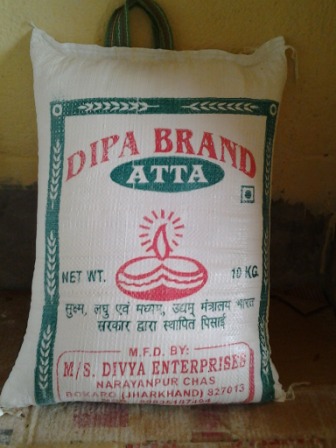 DIPA BRAND
ATTA
NET WT. 10 KG.
सुक्ष्म, लघु एवं मध्यम, उद्यम मंत्रालय भारत
सरकार द्वारा स्थापित पिसाई
M.F.D. BY:
M/S. DIVYA ENTERPRISES
NARAYANPUR CHAS
BOKARO (JHARKHAND) 827013